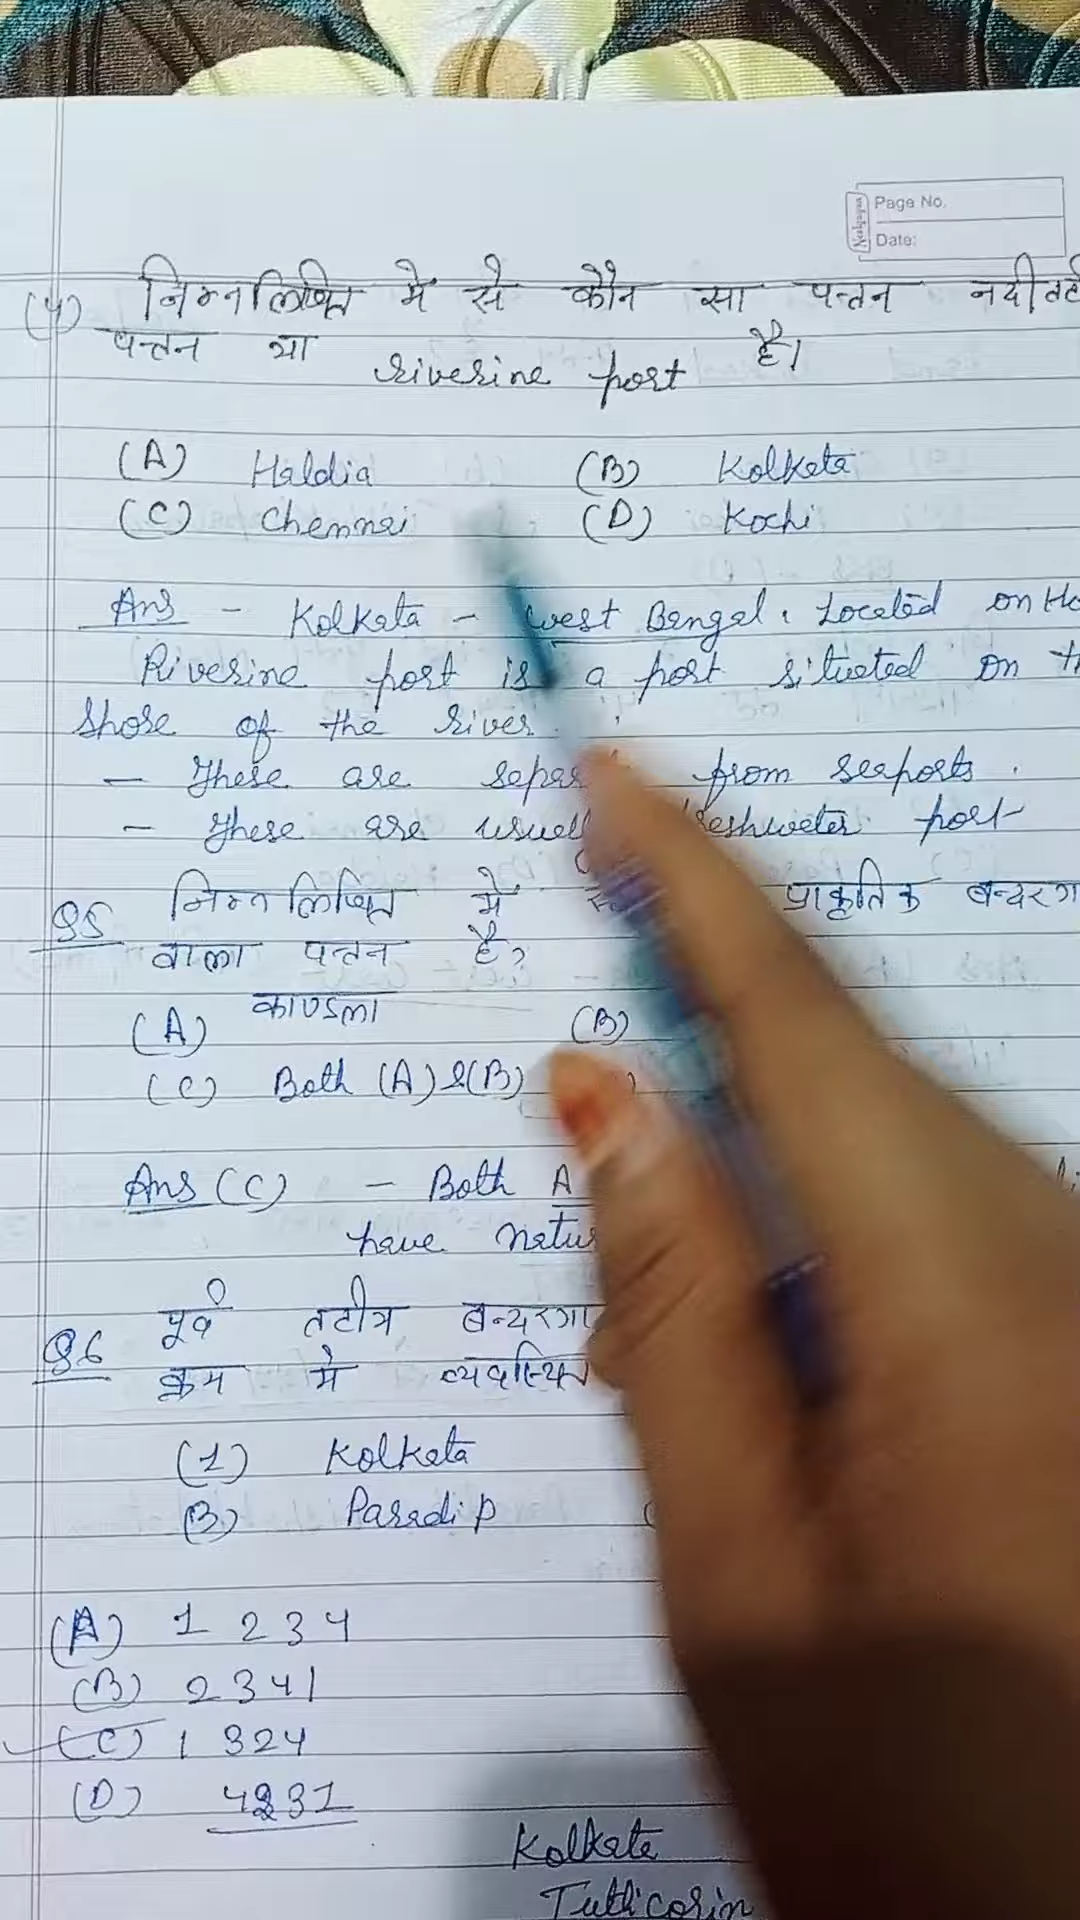 Page No.
Date:
(4) निम्नलिखित में से कौन सा पत्तन नदीतटी
पत्तन या riverine port है।
(A) Haldia (B) Kolkata
(C) Chennai (D) Kochi
Ans - Kolkata - West Bengal. Located on
Riverine port is a port situated on
shore of the river.
- These are from seaports.
- These are port
Q5 निम्नलिखित में प्राकृतिक
वाला पत्तन है?
(A) काण्डला (B)
(C) Both (A) & (B)
Ans (C) - Both A
have
Q6 पूर्व तटीय
क्रम में व्यवस्थित
(1) Kolkata
(3) Paradip
(A) 1 2 3 4
(B) 2 3 4 1
(C) 1 3 2 4
(D) 4 2 3 1
Kolkata
Tuticorin